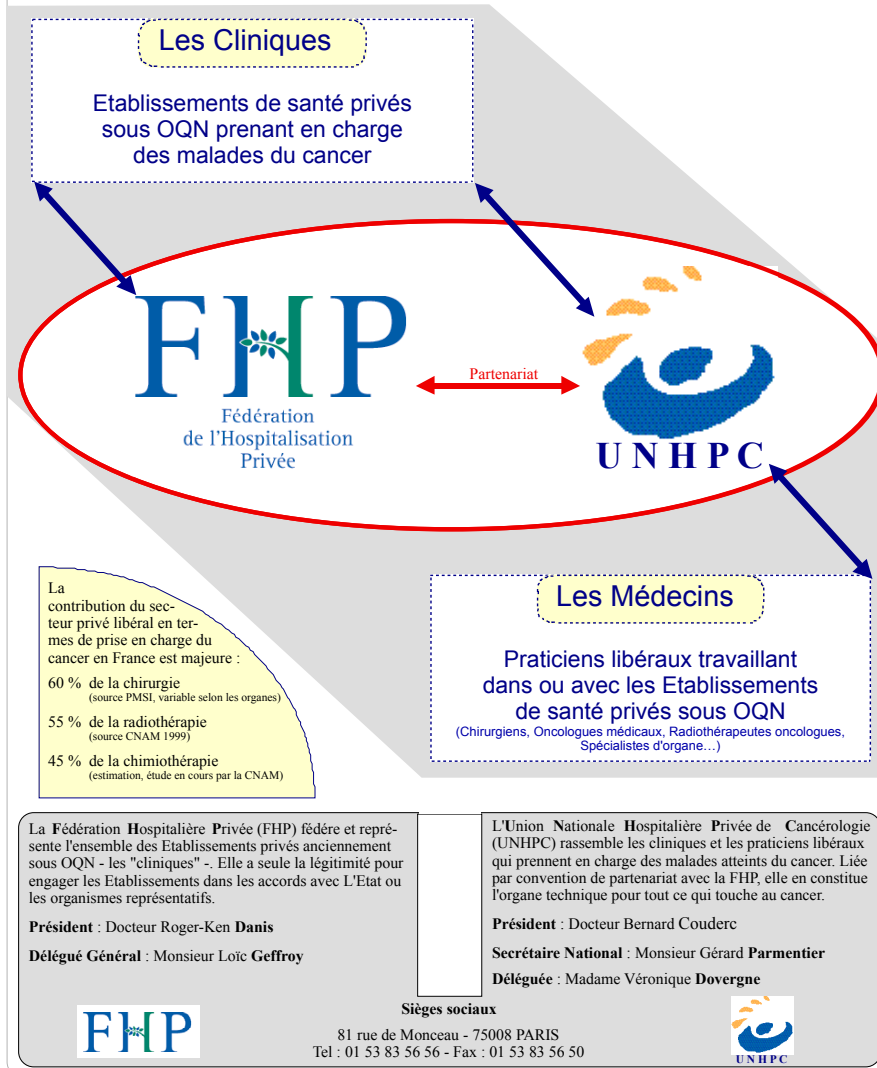 Les Cliniques
Etablissements de santé privés
sous OQN prenant en charge
des malades du cancer
FHP
Fédération
de l'Hospitalisation
Privée
Partenariat
UNHPC
La
contribution du sec-
teur privé libéral en ter-
mes de prise en charge du
cancer en France est majeure :
60 % de la chirurgie
(source PMSI, variable selon les organes)
55 % de la radiothérapie
(source CNAM 1999)
45 % de la chimiothérapie
(estimation, étude en cours par la CNAM)
Les Médecins
Praticiens libéraux travaillant
dans ou avec les Etablissements
de santé privés sous OQN
(Chirurgiens, Oncologues médicaux, Radiothérapeutes oncologues,
Spécialistes d'organe…)
La Fédération Hospitalière Privée (FHP) fédére et repré-
sente l'ensemble des Etablissements privés anciennement
sous OQN - les "cliniques" -. Elle a seule la légitimité pour
engager les Etablissements dans les accords avec L'Etat ou
les organismes représentatifs.
Président : Docteur Roger-Ken Danis
Délégué Général : Monsieur Loïc Geffroy
L'Union Nationale Hospitalière Privée de Cancérologie
(UNHPC) rassemble les cliniques et les praticiens libéraux
qui prennent en charge des malades atteints du cancer. Liée
par convention de partenariat avec la FHP, elle en constitue
l'organe technique pour tout ce qui touche au cancer.
Président : Docteur Bernard Couderc
Secrétaire National : Monsieur Gérard Parmentier
Déléguée : Madame Véronique Dovergne
Sièges sociaux
81 rue de Monceau - 75008 PARIS
Tel : 01 53 83 56 56 - Fax : 01 53 83 56 50
FHP
UNHPC